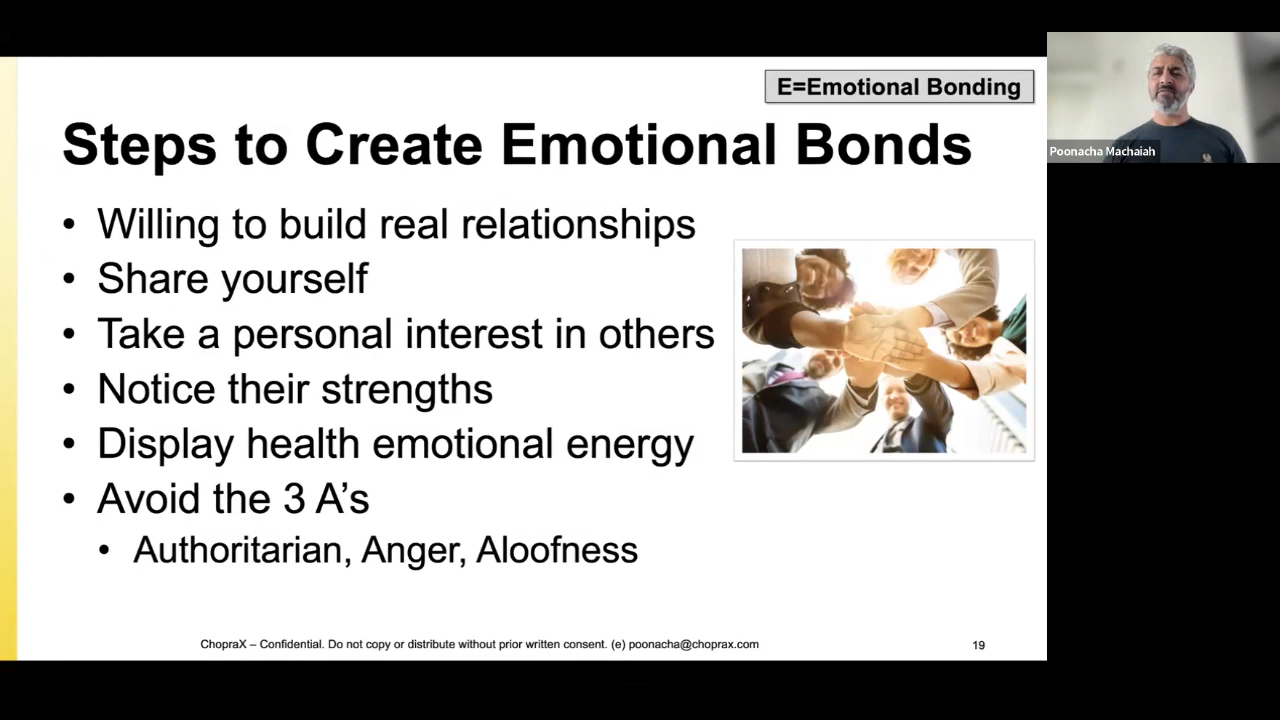 E=Emotional Bonding
Steps to Create Emotional Bonds
• Willing to build real relationships
• Share yourself
• Take a personal interest in others
• Notice their strengths
• Display health emotional energy
• Avoid the 3 A’s
• Authoritarian, Anger, Aloofness
ChopraX – Confidential. Do not copy or distribute without prior written consent. (e) poonacha@choprax.com
19
Poonacha Machaiah